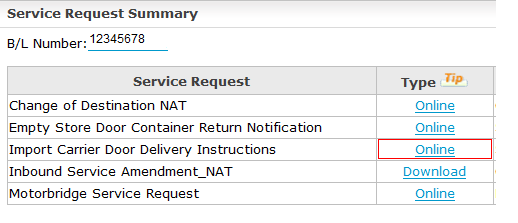 Service Request Summary
B/L Number: 12345678
Service Request Type Tip
Change of Destination NAT Online
Empty Store Door Container Return Notification Online
Import Carrier Door Delivery Instructions Online
Inbound Service Amendment_NAT Download
Motorbridge Service Request Online